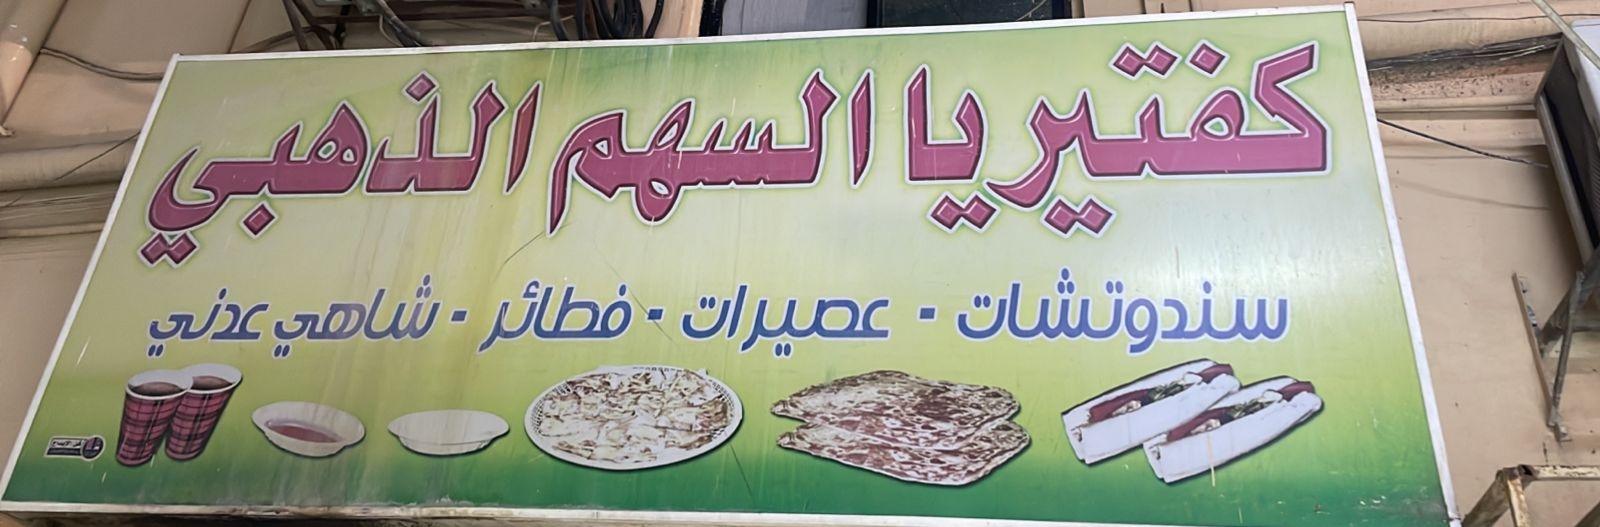 كفتيريا السهم الذهبي
سندوتشات - عصيرات - فطائر - شاهي عدني